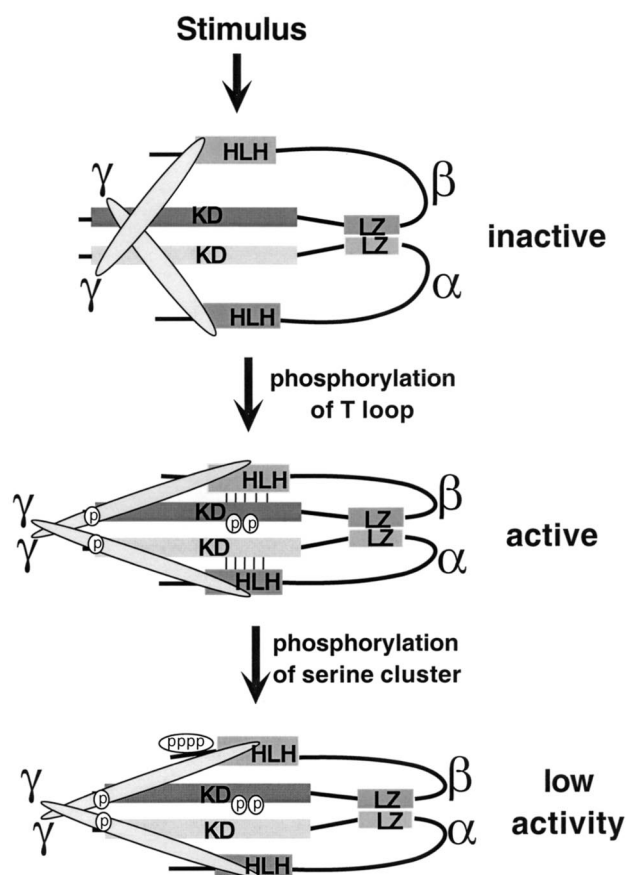 Stimulus
HLH
γ
β
KD
LZ
inactive
LZ
KD
γ
α
HLH
phosphorylation
of T loop
HLH
β
γ
p
KD
p p
LZ
active
LZ
γ
p
KD
α
HLH
phosphorylation
of serine cluster
pppp
HLH
γ
β
low
p
KD
p p
LZ
activity
LZ
γ
p
KD
α
HLH